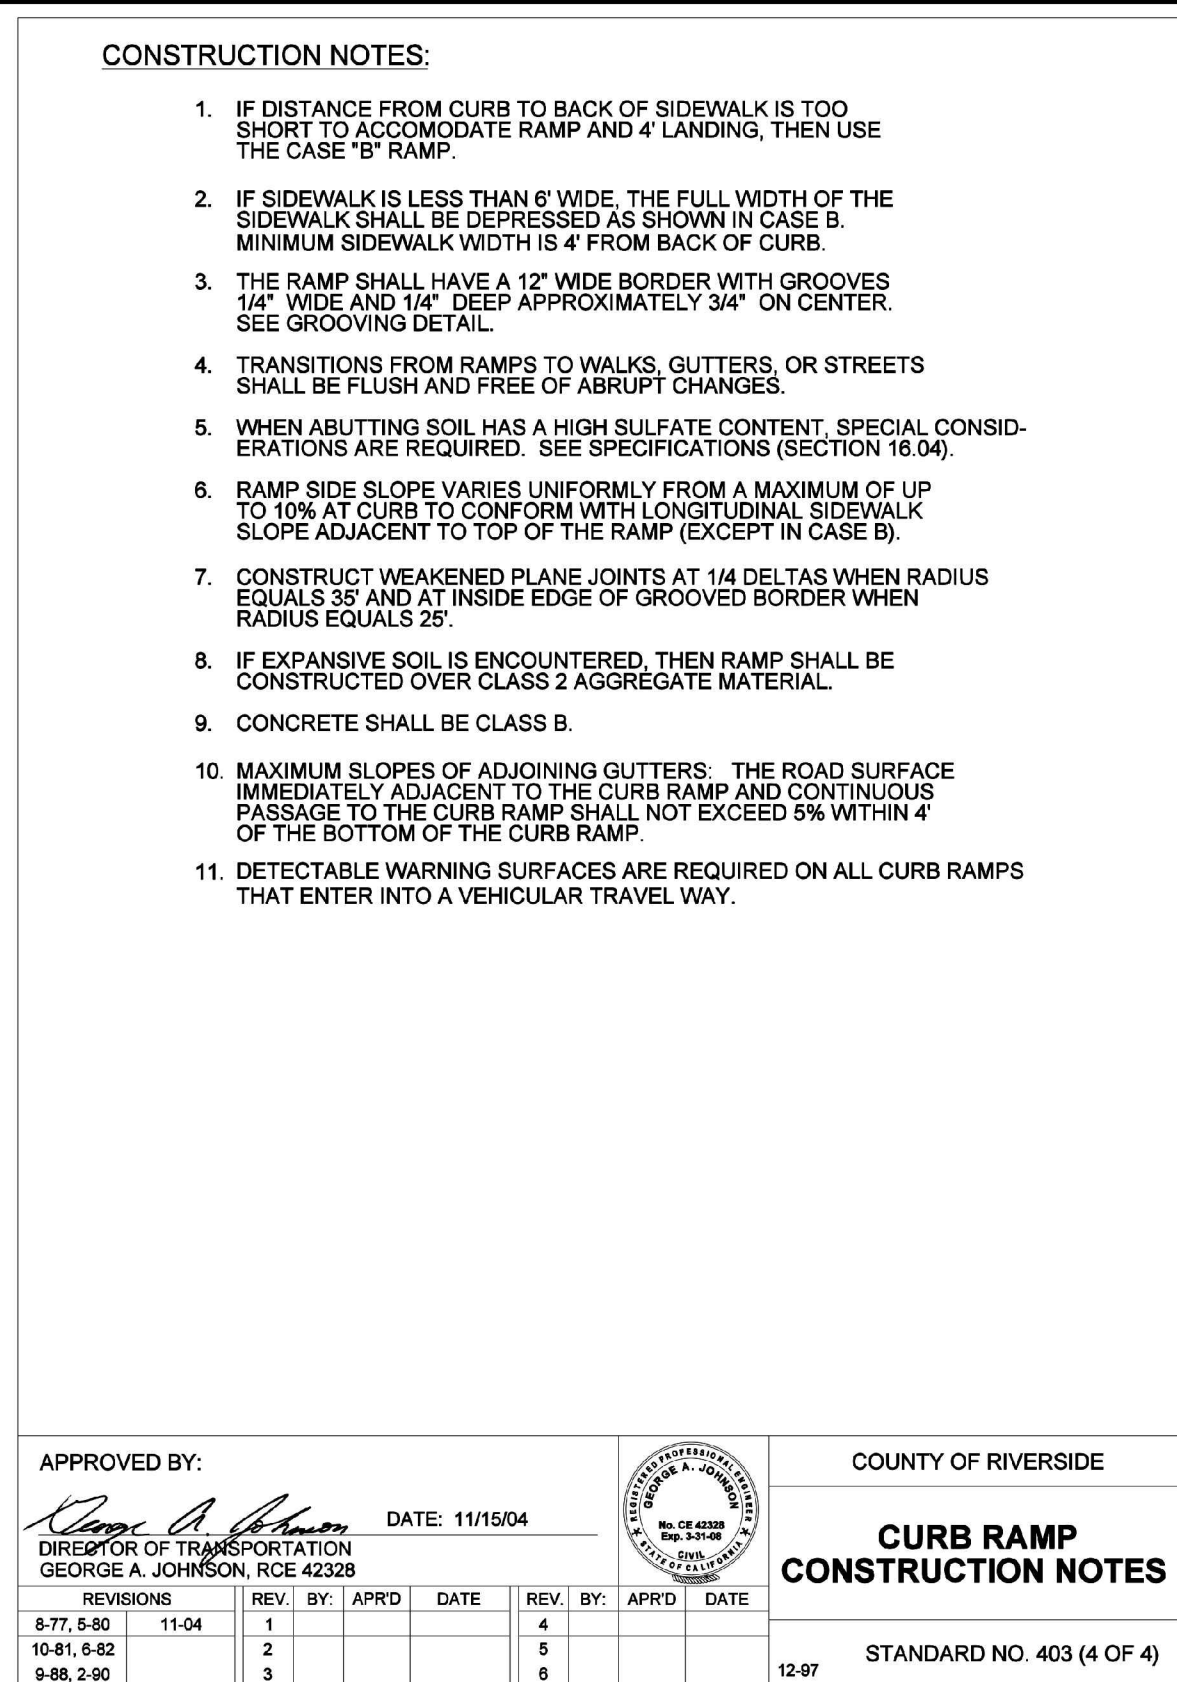 CONSTRUCTION NOTES:
1. IF DISTANCE FROM CURB TO BACK OF SIDEWALK IS TOO
SHORT TO ACCOMODATE RAMP AND 4' LANDING, THEN USE
THE CASE "B" RAMP.
2. IF SIDEWALK IS LESS THAN 6' WIDE, THE FULL WIDTH OF THE
SIDEWALK SHALL BE DEPRESSED AS SHOWN IN CASE B.
MINIMUM SIDEWALK WIDTH IS 4' FROM BACK OF CURB.
3. THE RAMP SHALL HAVE A 12" WIDE BORDER WITH GROOVES
1/4" WIDE AND 1/4" DEEP APPROXIMATELY 3/4" ON CENTER.
SEE GROOVING DETAIL.
4. TRANSITIONS FROM RAMPS TO WALKS, GUTTERS, OR STREETS
SHALL BE FLUSH AND FREE OF ABRUPT CHANGES.
5. WHEN ABUTTING SOIL HAS A HIGH SULFATE CONTENT, SPECIAL CONSID-
ERATIONS ARE REQUIRED. SEE SPECIFICATIONS (SECTION 16.04).
6. RAMP SIDE SLOPE VARIES UNIFORMLY FROM A MAXIMUM OF UP
TO 10% AT CURB TO CONFORM WITH LONGITUDINAL SIDEWALK
SLOPE ADJACENT TO TOP OF THE RAMP (EXCEPT IN CASE B).
7. CONSTRUCT WEAKENED PLANE JOINTS AT 1/4 DELTAS WHEN RADIUS
EQUALS 35' AND AT INSIDE EDGE OF GROOVED BORDER WHEN
RADIUS EQUALS 25'.
8. IF EXPANSIVE SOIL IS ENCOUNTERED, THEN RAMP SHALL BE
CONSTRUCTED OVER CLASS 2 AGGREGATE MATERIAL.
9. CONCRETE SHALL BE CLASS B.
10. MAXIMUM SLOPES OF ADJOINING GUTTERS: THE ROAD SURFACE
IMMEDIATELY ADJACENT TO THE CURB RAMP AND CONTINUOUS
PASSAGE TO THE CURB RAMP SHALL NOT EXCEED 5% WITHIN 4'
OF THE BOTTOM OF THE CURB RAMP.
11. DETECTABLE WARNING SURFACES ARE REQUIRED ON ALL CURB RAMPS
THAT ENTER INTO A VEHICULAR TRAVEL WAY.
APPROVED BY:
George A. Johnson DATE: 11/15/04
DIRECTOR OF TRANSPORTATION
GEORGE A. JOHNSON, RCE 42328
REGISTERED PROFESSIONAL ENGINEER
GEORGE A. JOHNSON
No. CE 42328
Exp. 3-31-08
CIVIL
STATE OF CALIFORNIA
COUNTY OF RIVERSIDE
CURB RAMP
CONSTRUCTION NOTES
REVISIONS REV. BY: APR'D DATE REV. BY: APR'D DATE
8-77, 5-80 11-04 1 4
10-81, 6-82 2 5
9-88, 2-90 3 6
STANDARD NO. 403 (4 OF 4)
12-97